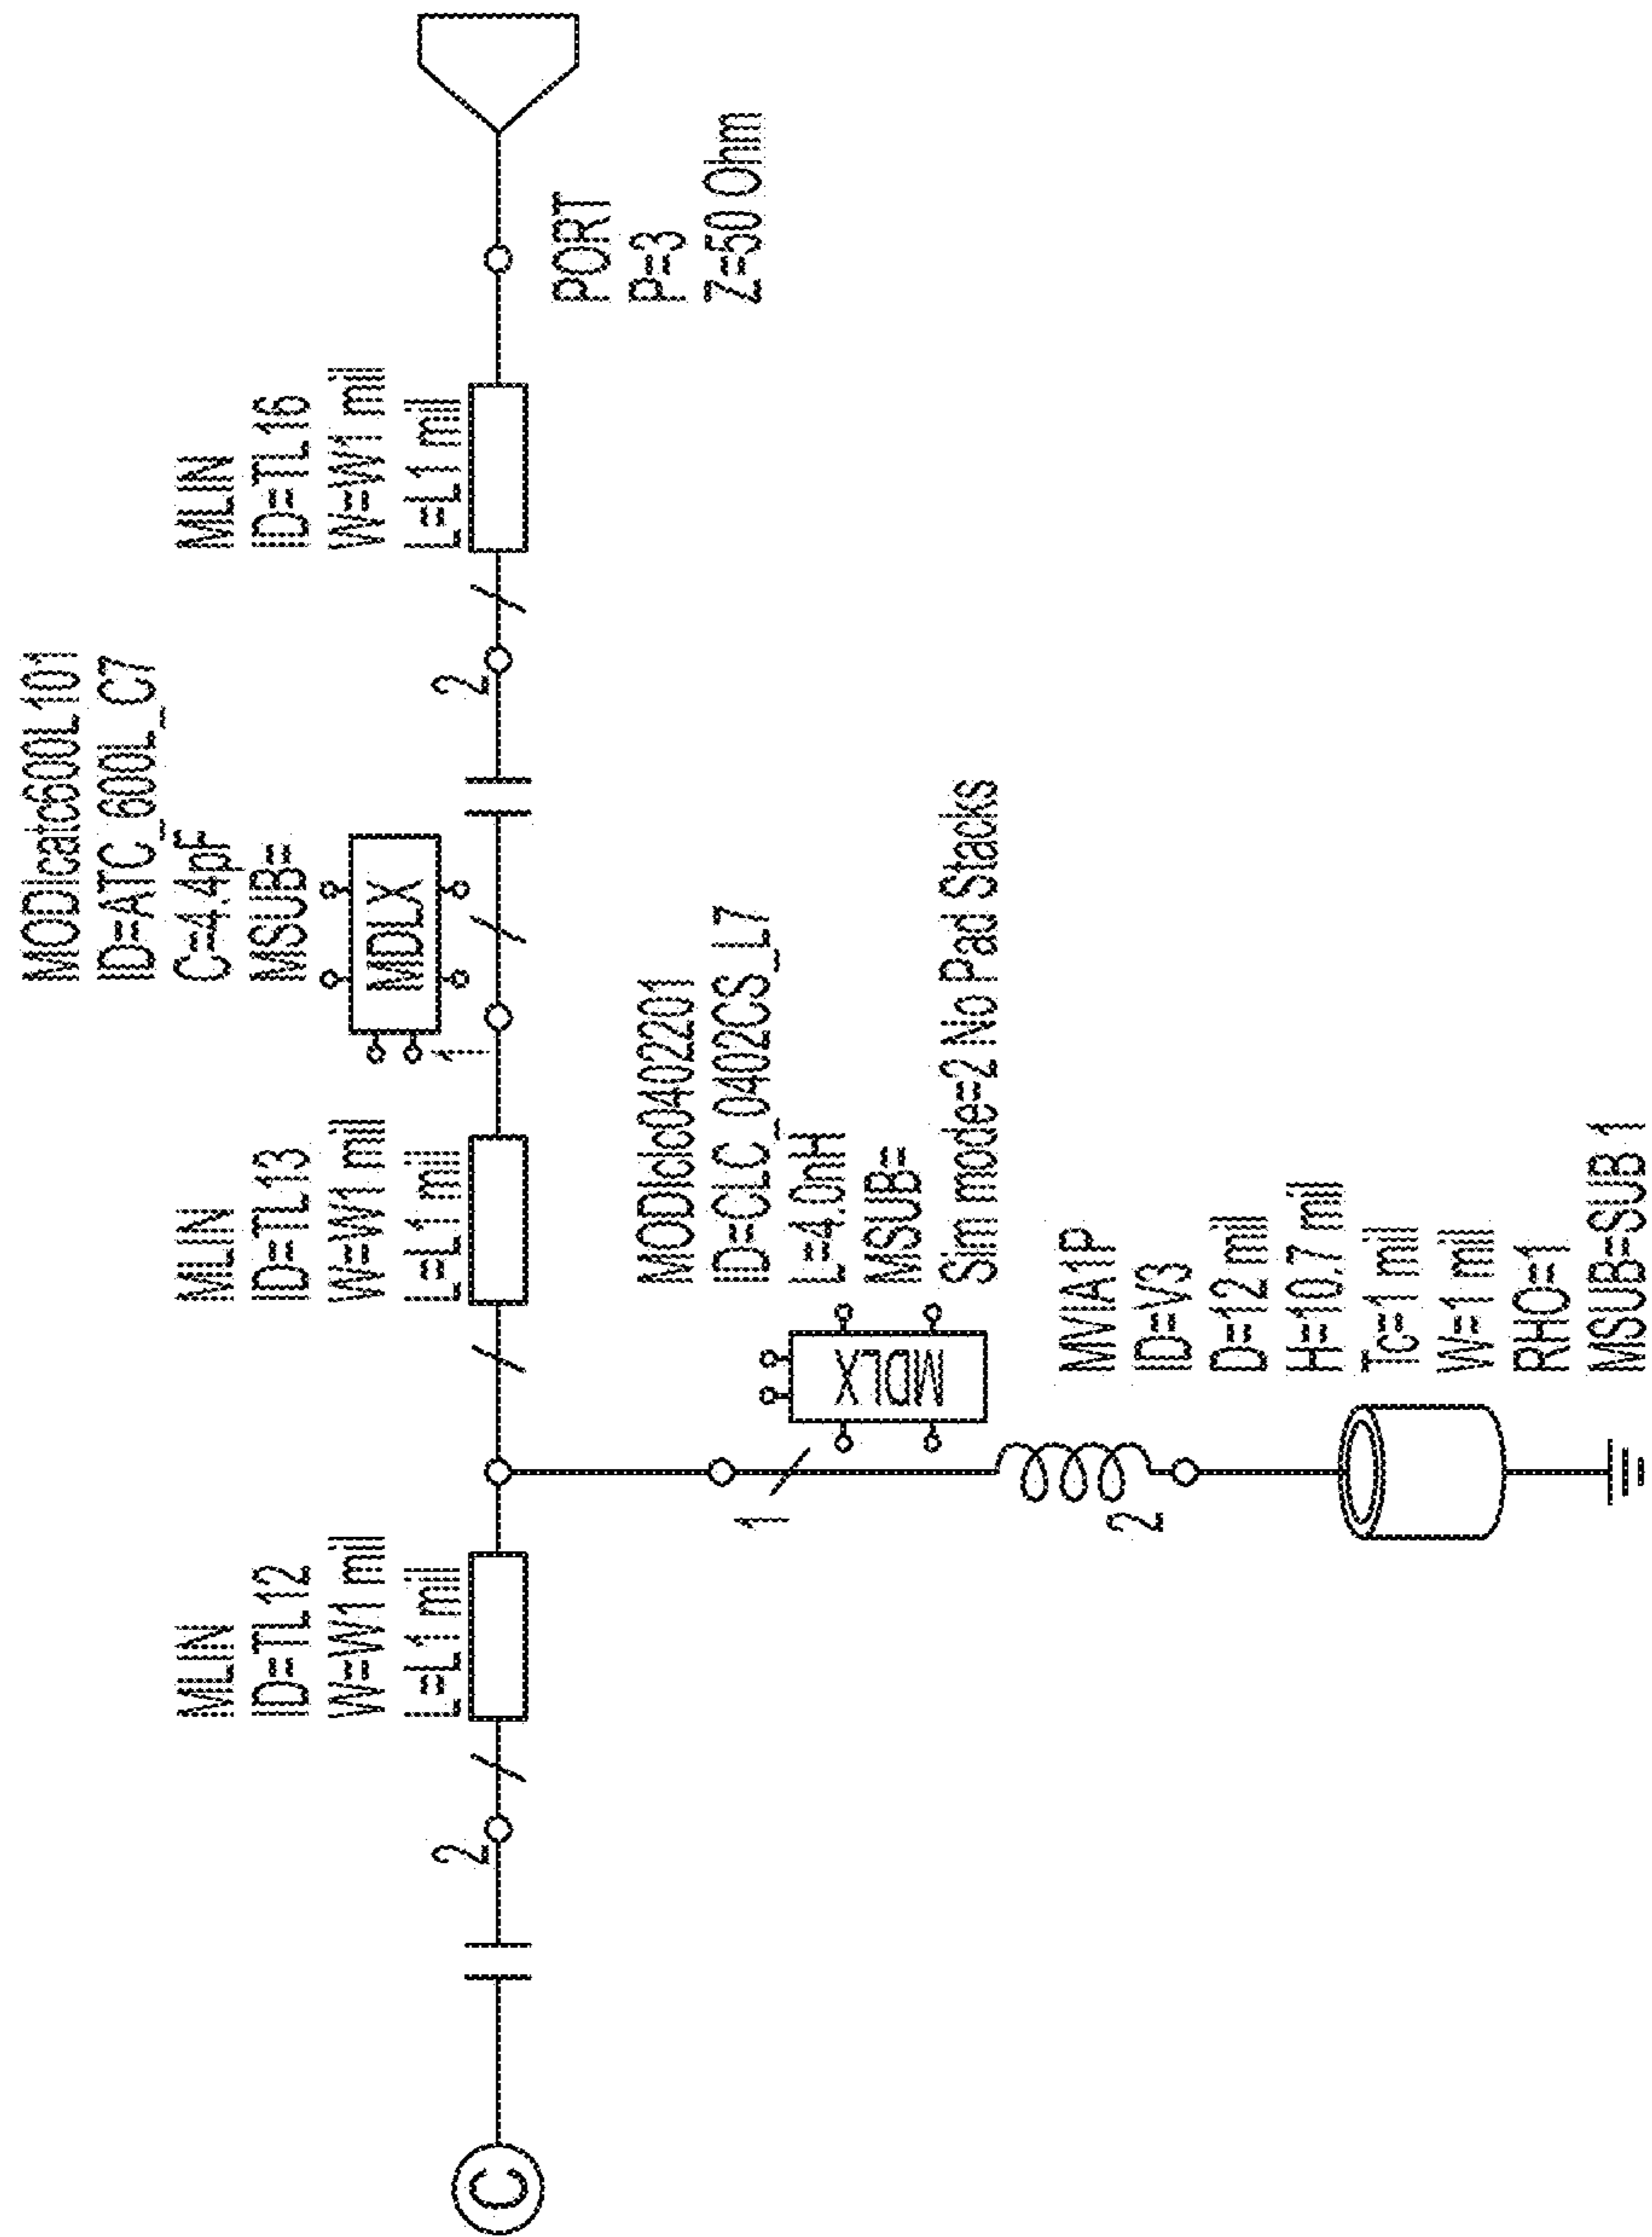 MODIcatc600L101
ID=ATC_600L_C7
C=4.4pF
MSUB=
MDLX
1
2
MLIN
ID=TL12
W=W1 mil
L=L1 mil
MLIN
ID=TL13
W=W1 mil
L=L1 mil
MLIN
ID=TL16
W=W1 mil
L=L1 mil
C
2
PORT
P=3
Z=50 Ohm
MODIclc0402201
ID=CLC_0402CS_L7
L=4.0nH
MSUB=
Sim mode=2 No Pad Stacks
MDLX
1
2
MVIA1P
ID=V3
D=12 mil
H=10.7 mil
Tc=1 mil
W=1 mil
RHO=1
MSUB=SUB 1